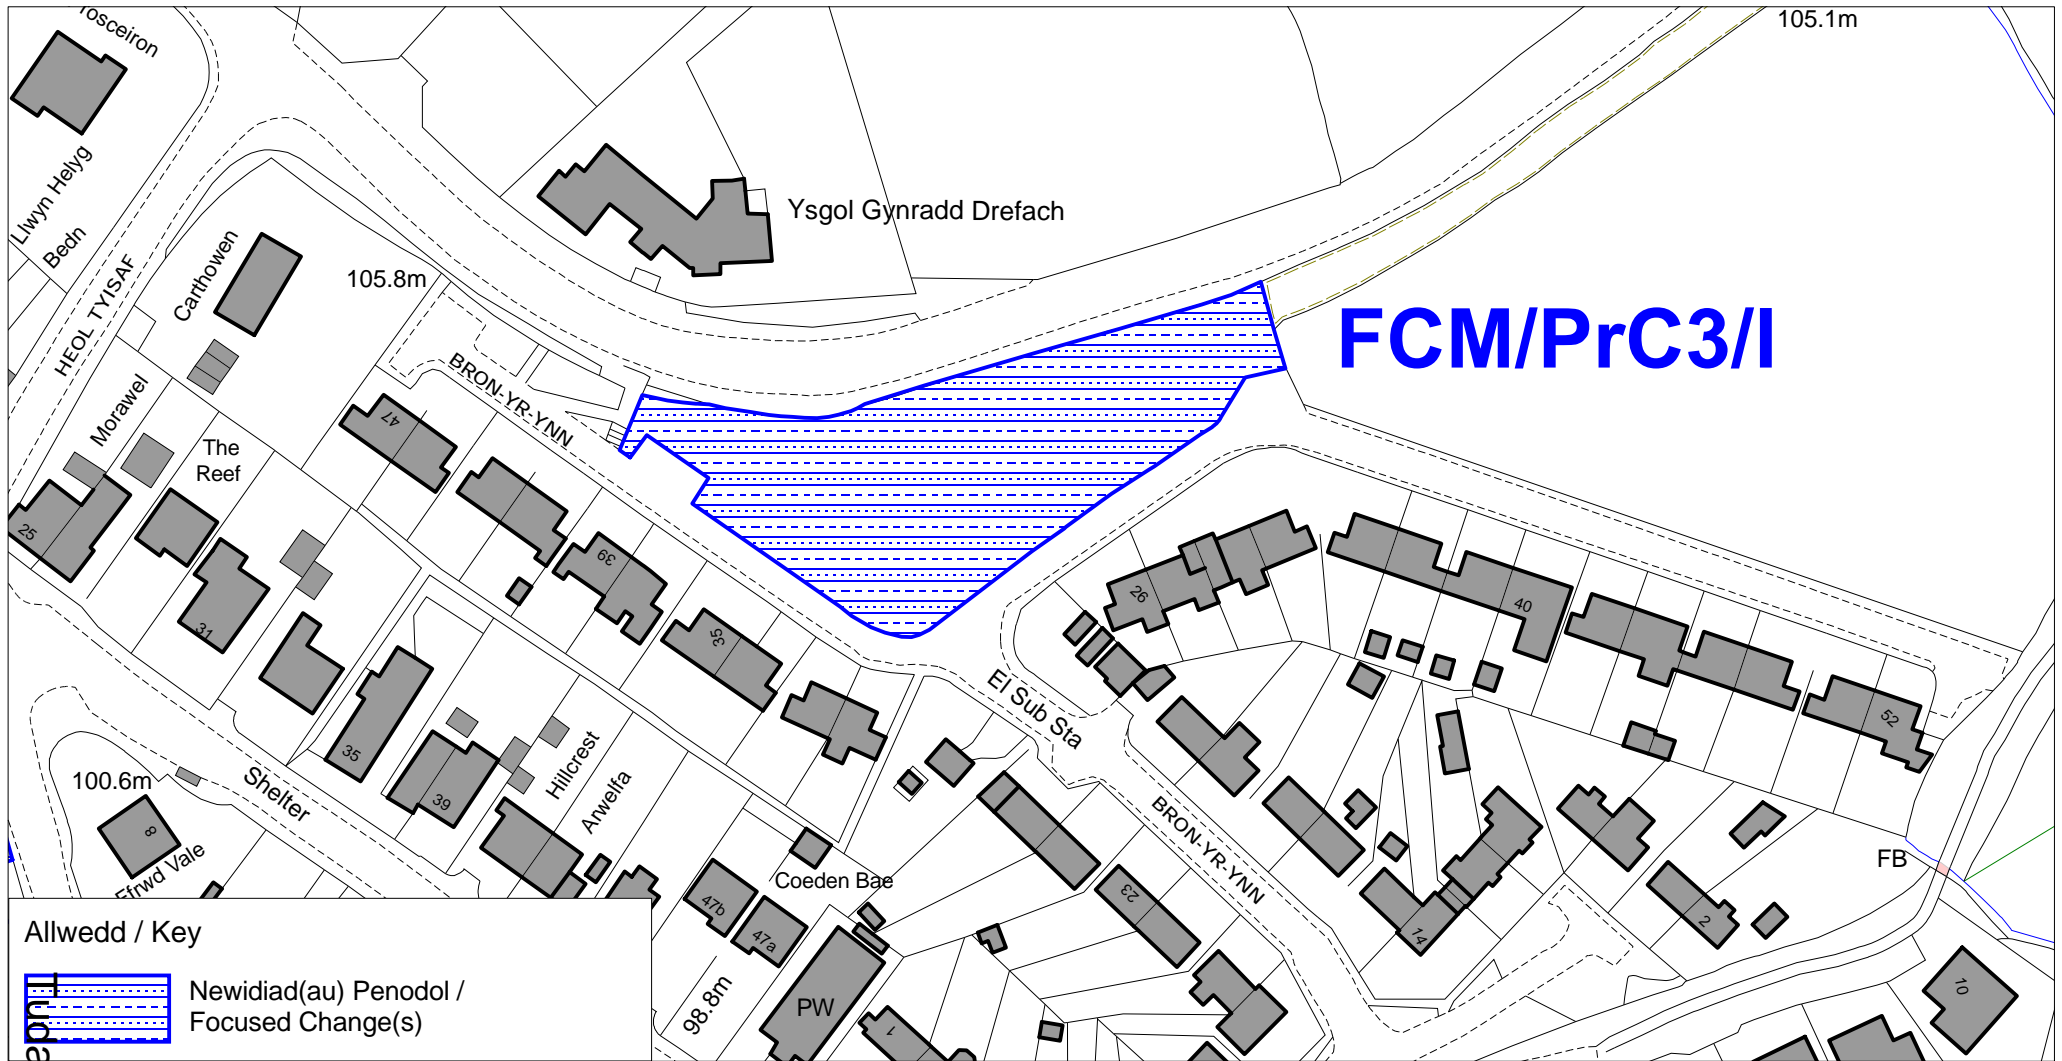 Tosceiron
105.1m
Llwyn Helyg
Bedn
HEOL TYISAF
Carthowen
105.8m
Ysgol Gynradd Drefach
FCM/PrC3/I
BRON-YR-YNN
Morawel
The
Reef
47
25
39
31
35
26
40
52
El Sub Sta
35
39
Hillcrest
Arwelfa
100.6m
Shelter
8
Ffrwd Vale
BRON-YR-YNN
FB
Coeden Bae
47b
47a
23
14
2
10
98.8m
PW
1
Allwedd / Key
Newidiad(au) Penodol /
Focused Change(s)